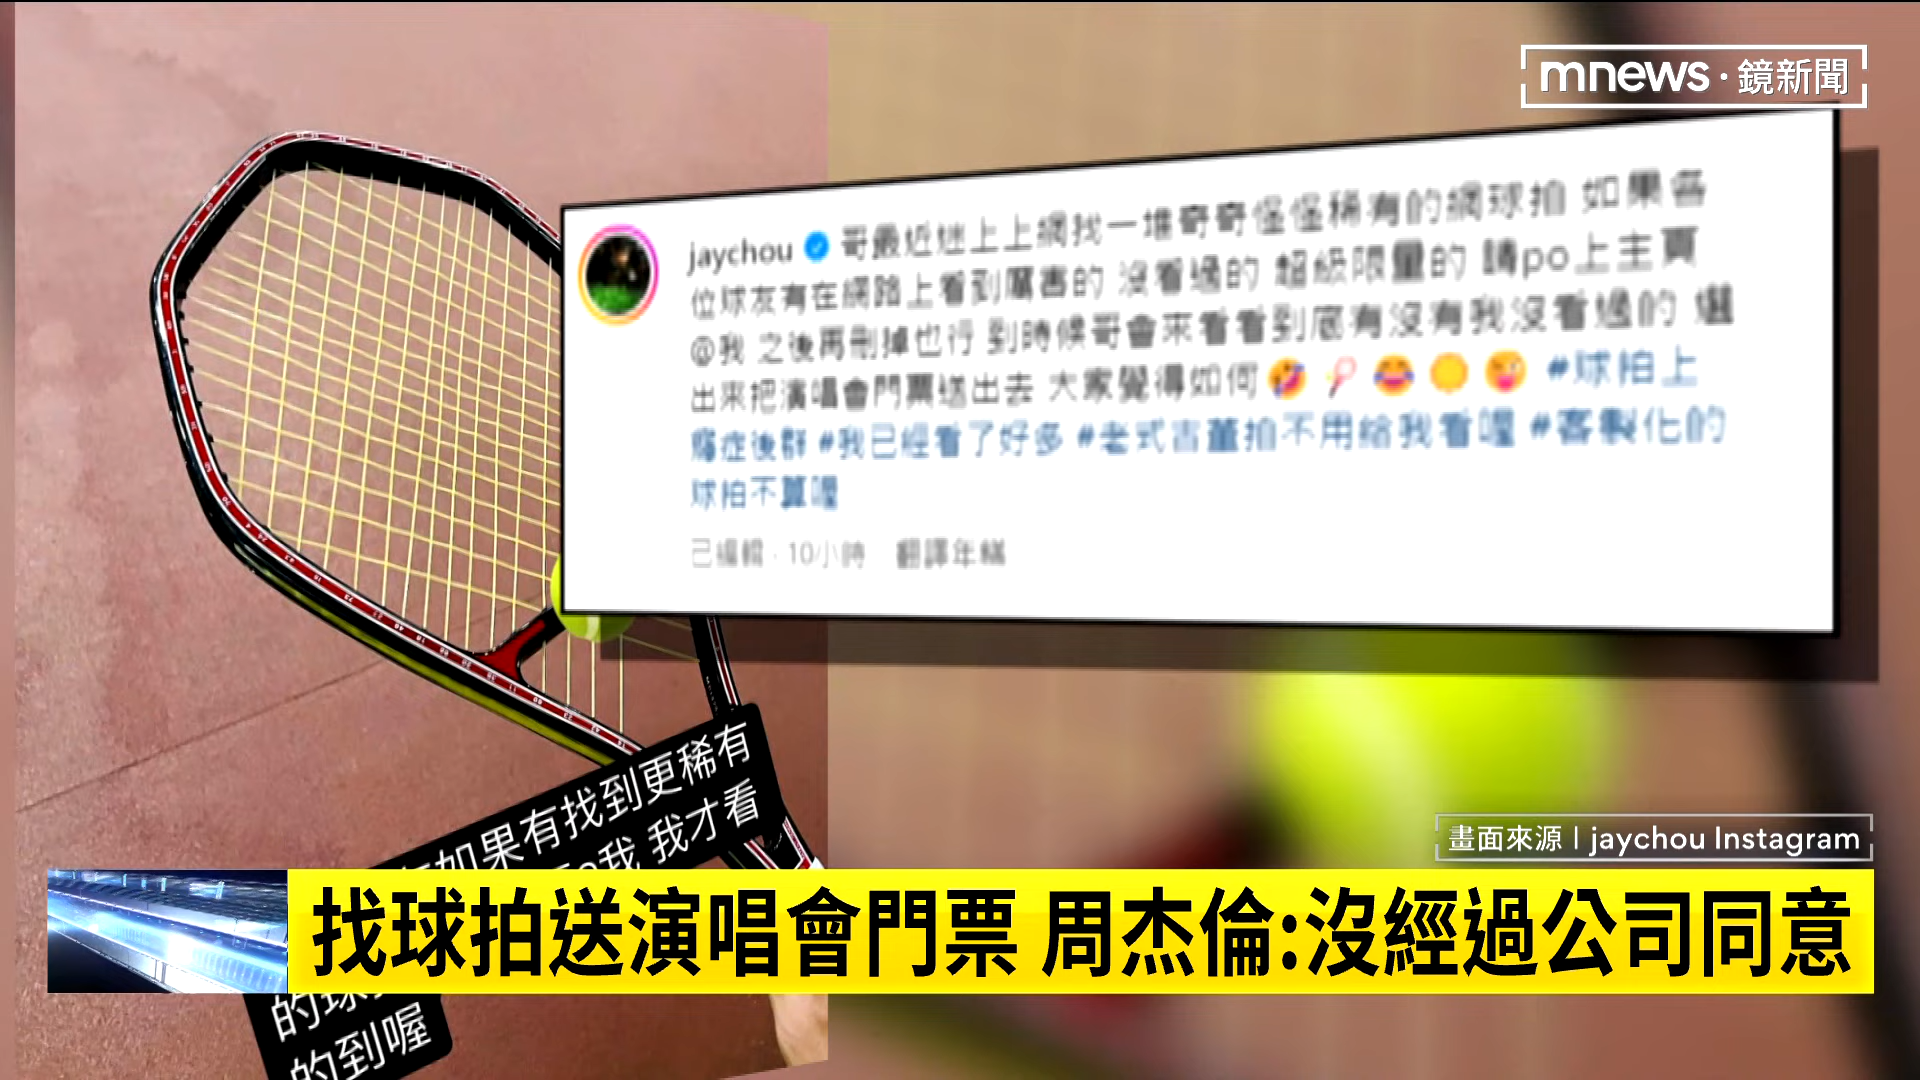 mnews·鏡新聞
jaychou 哥最近迷上上網找一堆奇奇怪怪稀有的網球拍 如果各
位球友有在網路上看到厲害的 沒看過的 超級限量的 請po上主頁
@我 之後再刪掉也行 到時候哥會來看看到底有沒有我沒看過的 選
出來把演唱會門票送出去 大家覺得如何🤣🎾😂🌕😜 #球拍上
癮症後群 #我已經看了好多 #老式古董拍不用給我看喔 #客製化的
球拍不算喔
已編輯 · 10小時 翻譯年糕
如果有找到更稀有
我 我才看
的到喔
畫面來源 | jaychou Instagram
找球拍送演唱會門票 周杰倫:沒經過公司同意